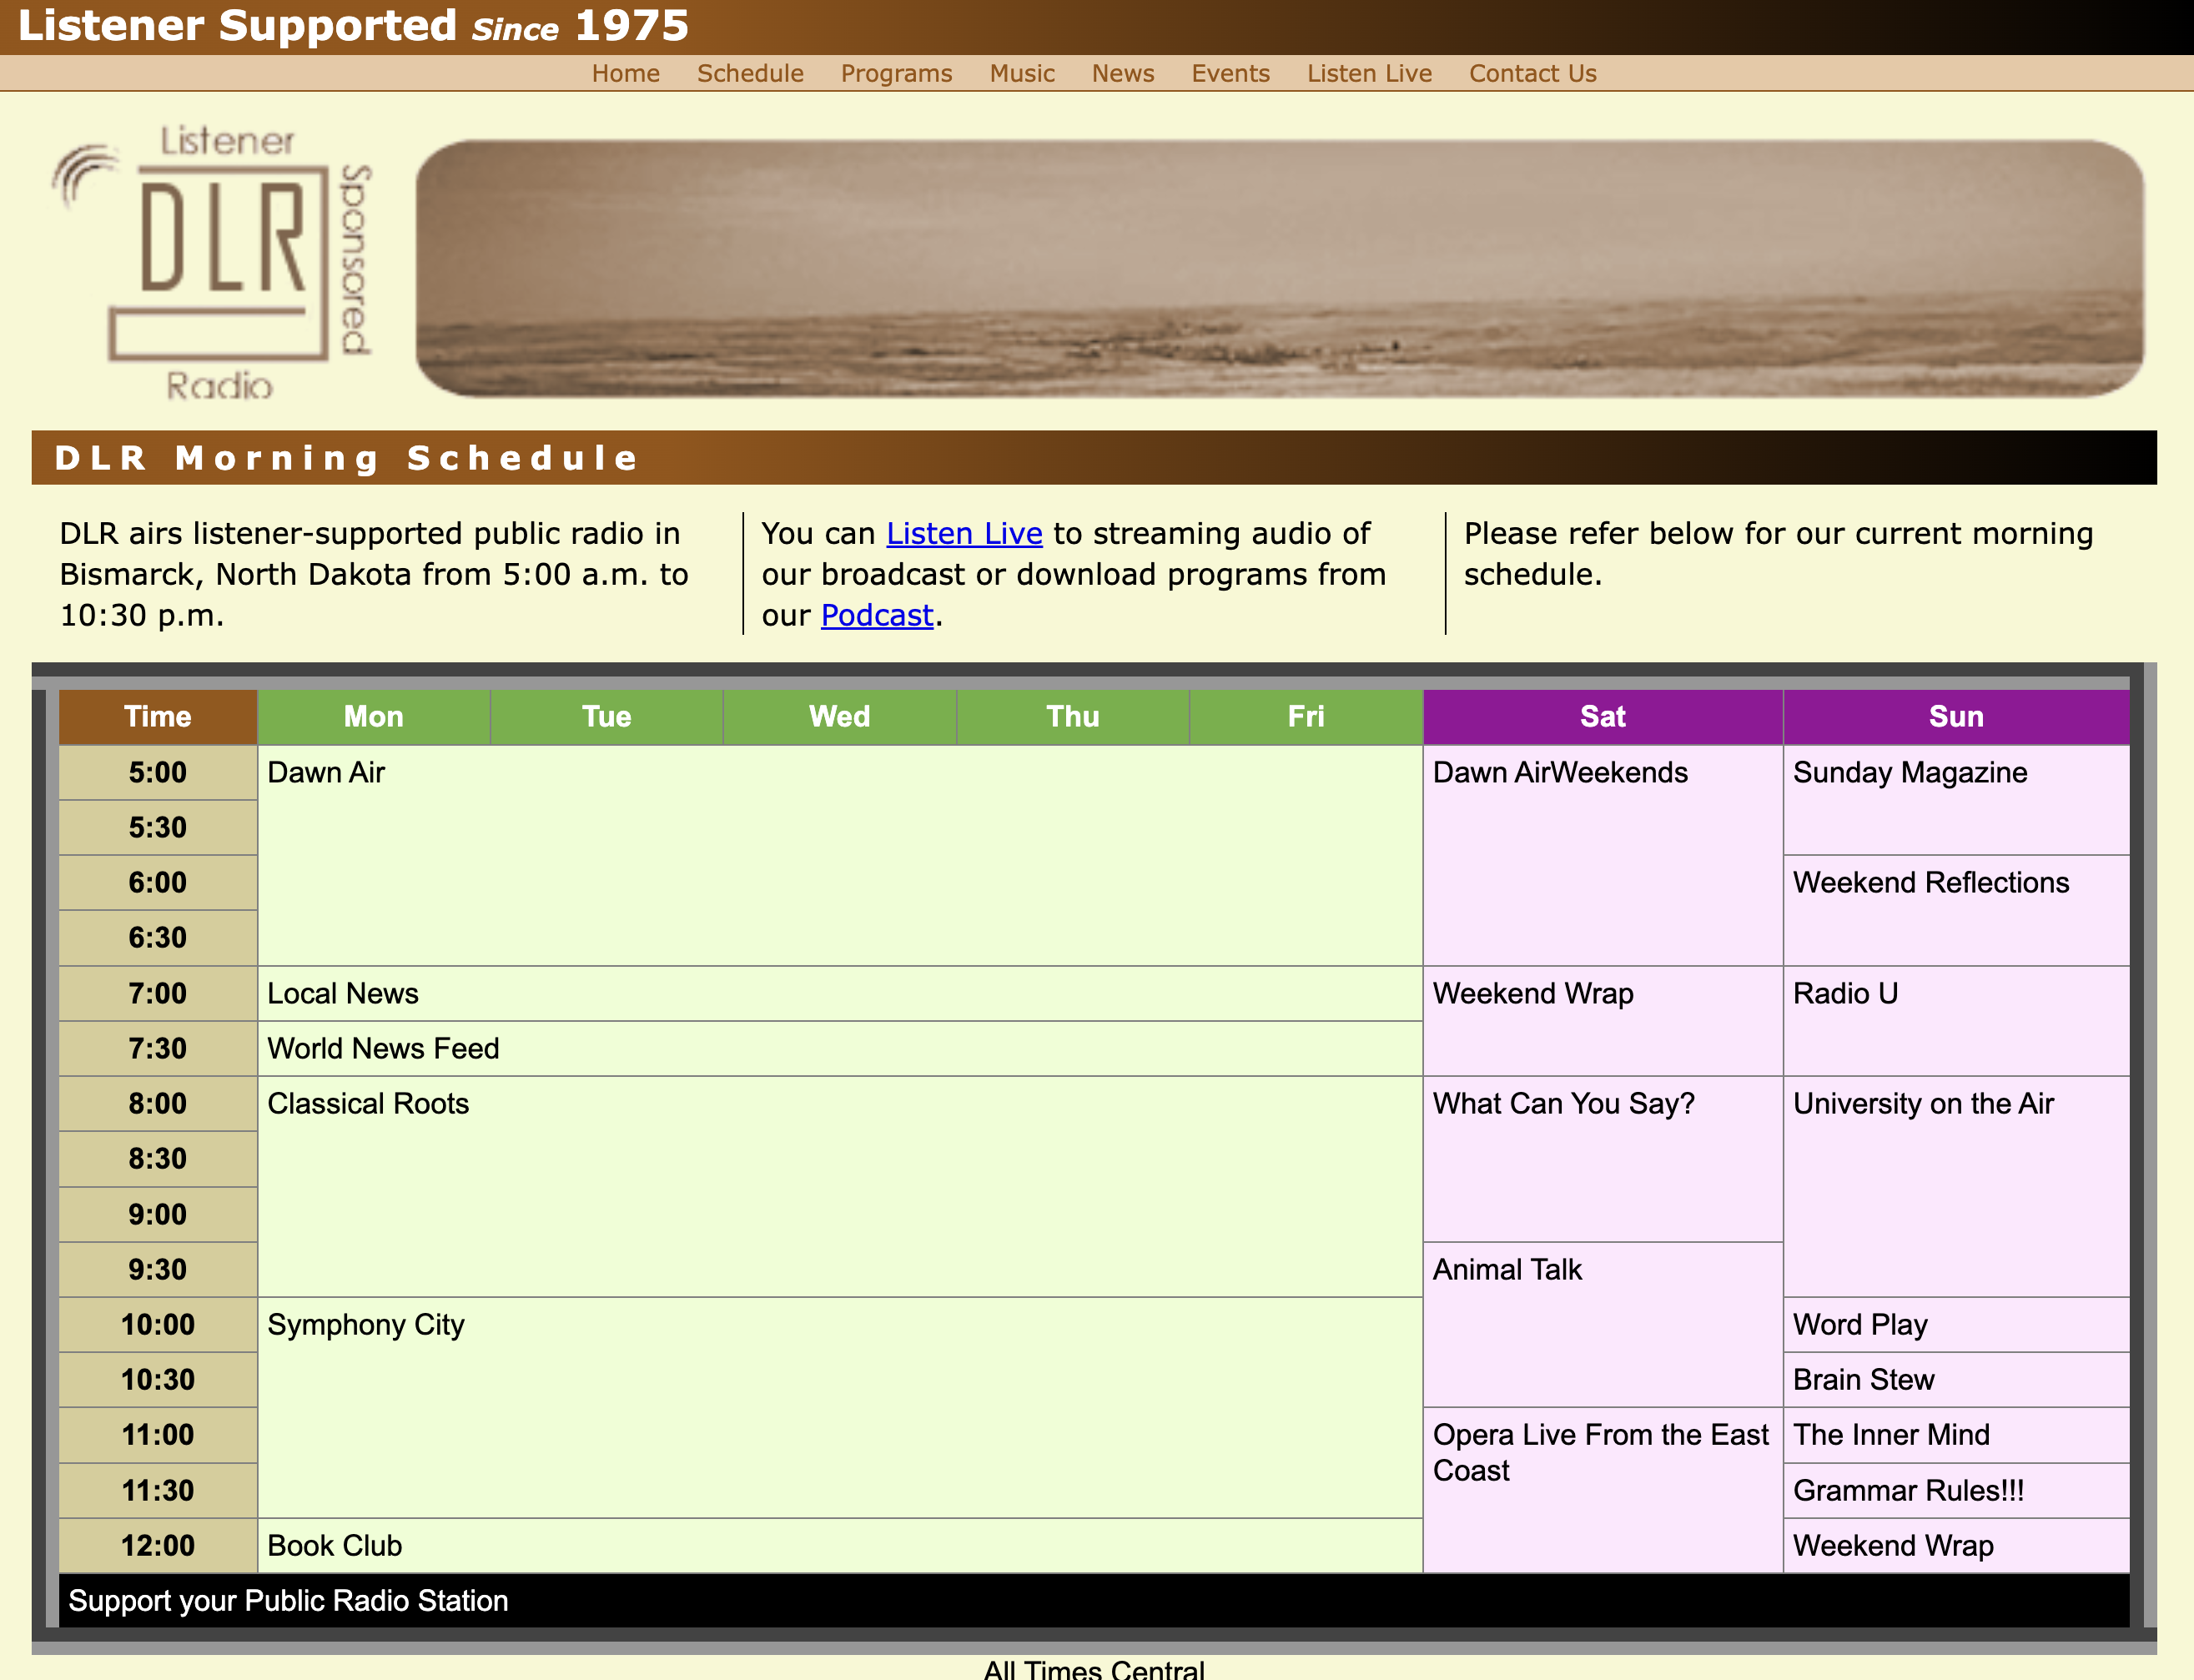 Listener Supported Since 1975
Home Schedule Programs Music News Events Listen Live Contact Us
Listener
DLR
Sponsored
Radio
DLR Morning Schedule
DLR airs listener-supported public radio in
Bismarck, North Dakota from 5:00 a.m. to
10:30 p.m.
You can Listen Live to streaming audio of
our broadcast or download programs from
our Podcast.
Please refer below for our current morning
schedule.
Time Mon Tue Wed Thu Fri Sat Sun
5:00 Dawn Air Dawn AirWeekends Sunday Magazine
5:30
6:00 Weekend Reflections
6:30
7:00 Local News Weekend Wrap Radio U
7:30 World News Feed
8:00 Classical Roots What Can You Say? University on the Air
8:30
9:00
9:30 Animal Talk
10:00 Symphony City Word Play
10:30 Brain Stew
11:00 Opera Live From the East The Inner Mind
Coast
11:30 Grammar Rules!!!
12:00 Book Club Weekend Wrap
Support your Public Radio Station
All Times Central